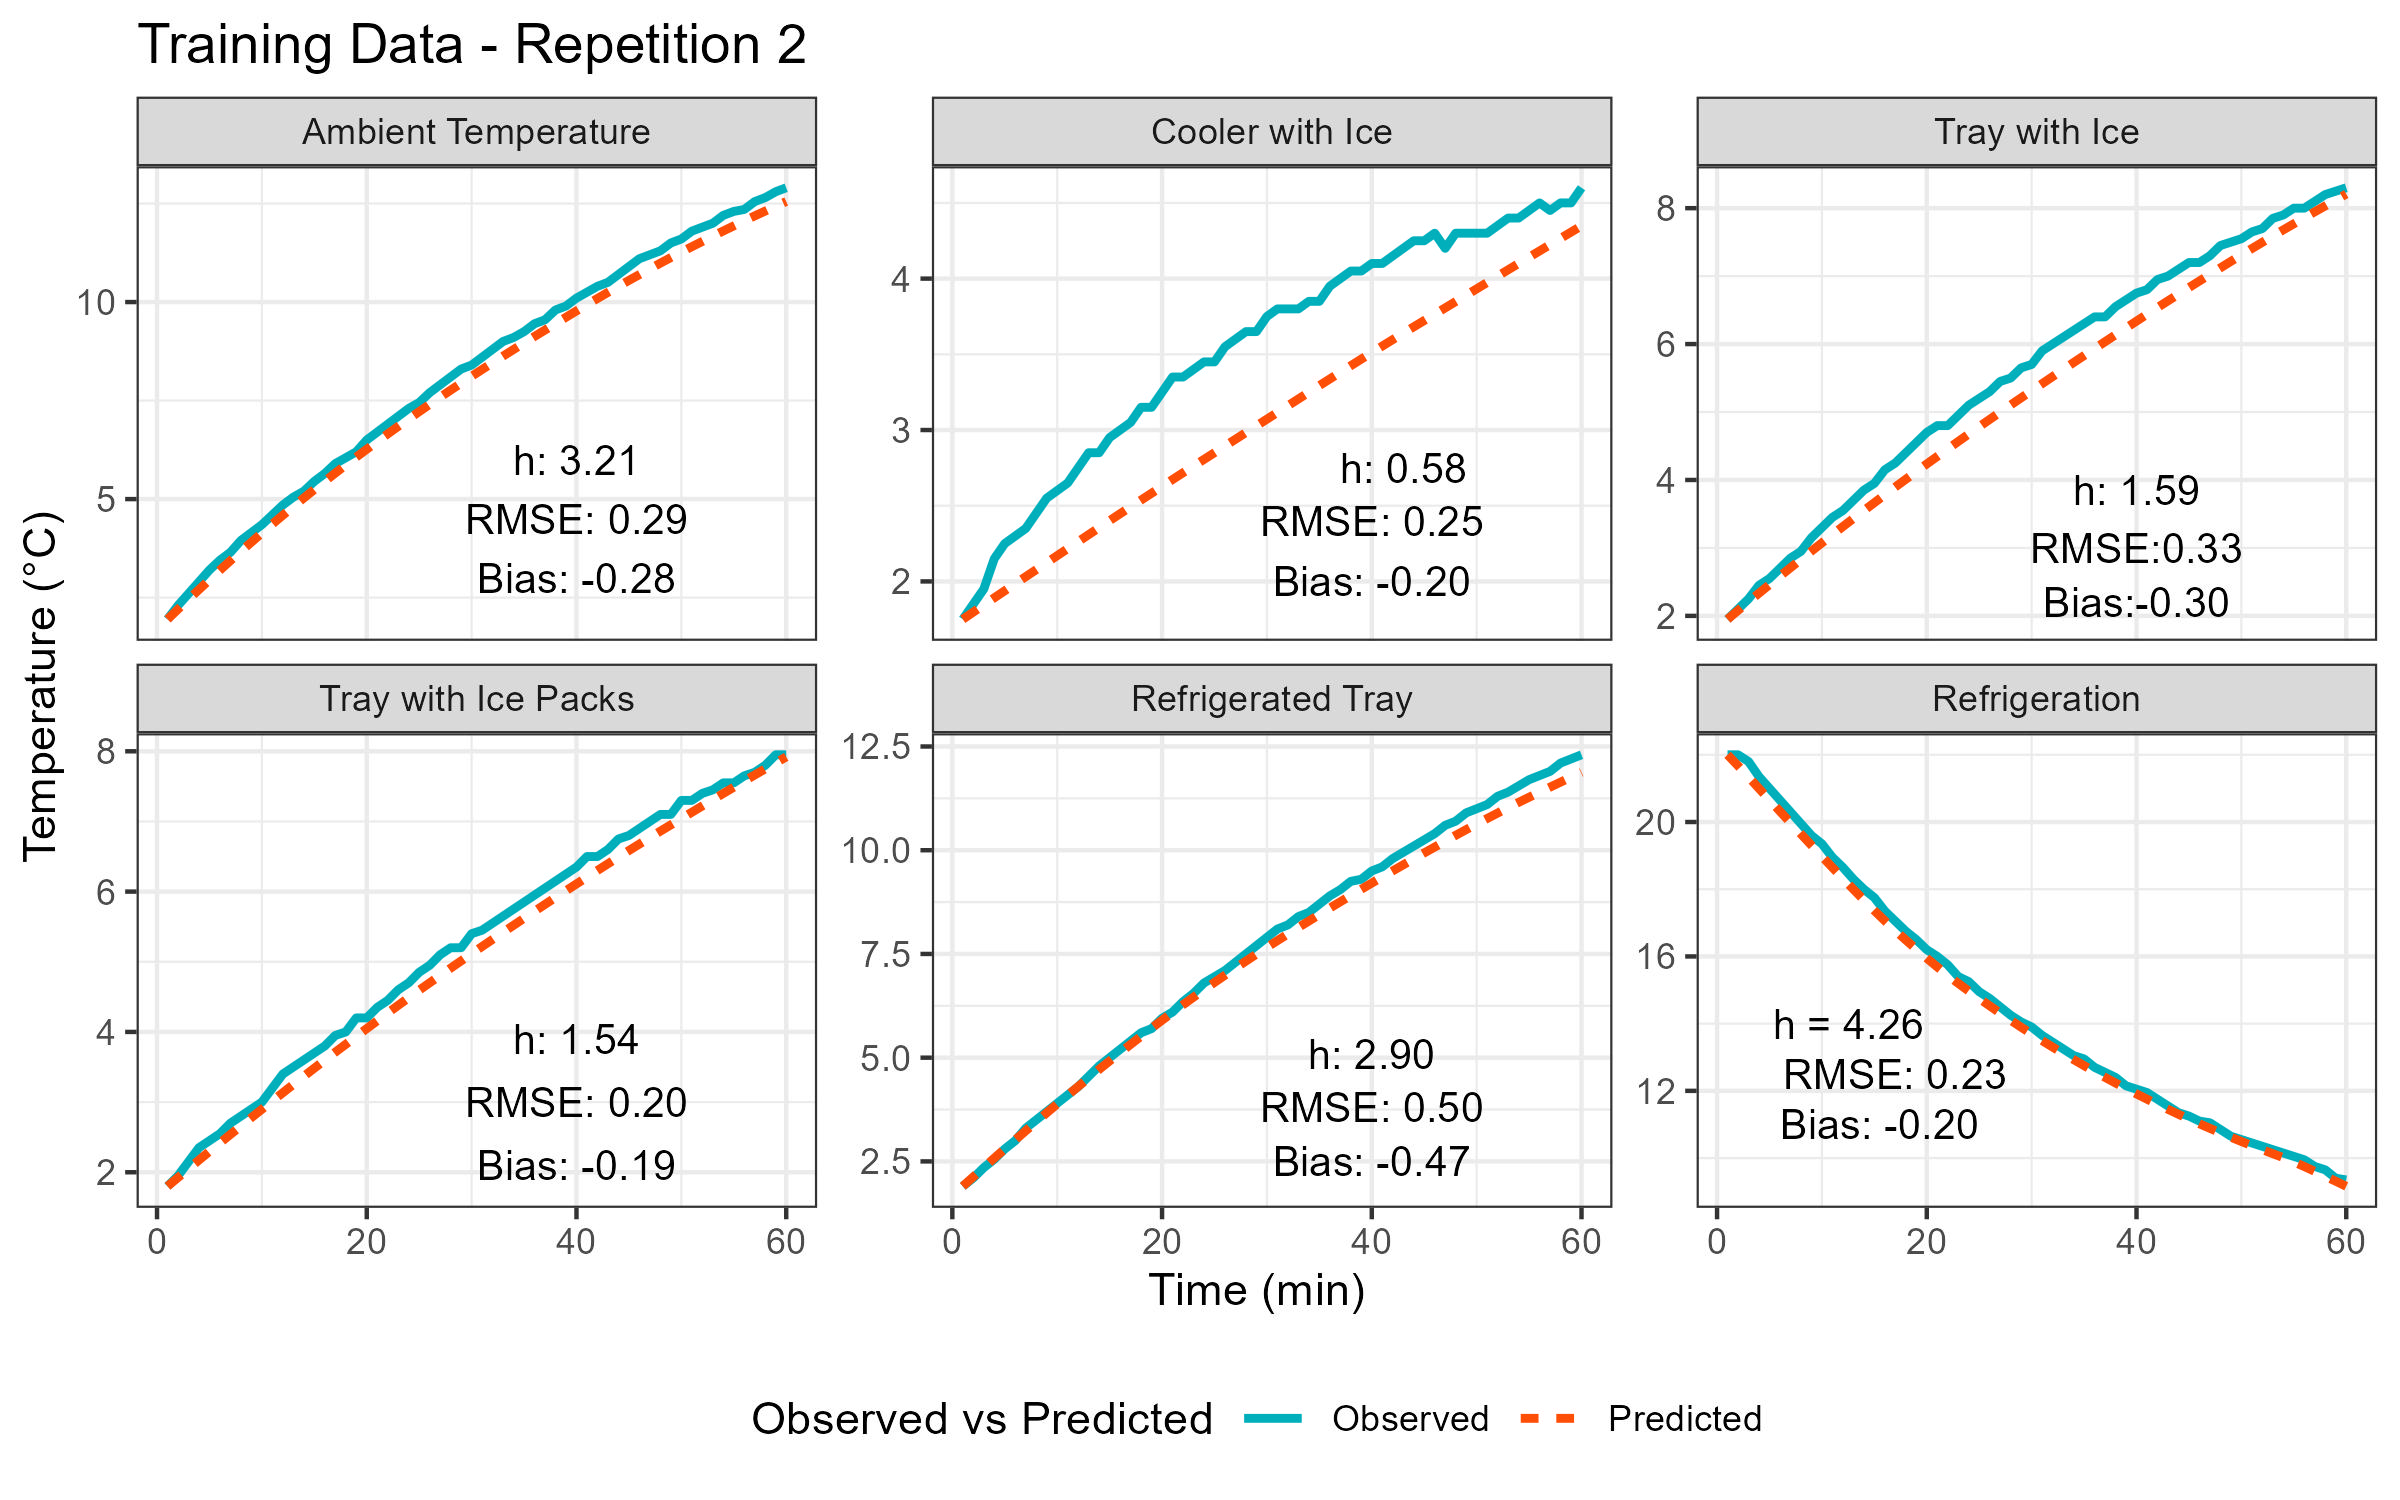 Training Data - Repetition 2
Ambient Temperature
Cooler with Ice
Tray with Ice
10
5
h: 3.21
RMSE: 0.29
Bias: -0.28
4
3
2
h: 0.58
RMSE: 0.25
Bias: -0.20
8
6
4
2
h: 1.59
RMSE:0.33
Bias:-0.30
Temperature (°C)
Tray with Ice Packs
Refrigerated Tray
Refrigeration
8
6
4
2
h: 1.54
RMSE: 0.20
Bias: -0.19
12.5
10.0
7.5
5.0
2.5
h: 2.90
RMSE: 0.50
Bias: -0.47
20
16
12
h = 4.26
RMSE: 0.23
Bias: -0.20
0 20 40 60
0 20 40 60
0 20 40 60
Time (min)
Observed vs Predicted Observed Predicted